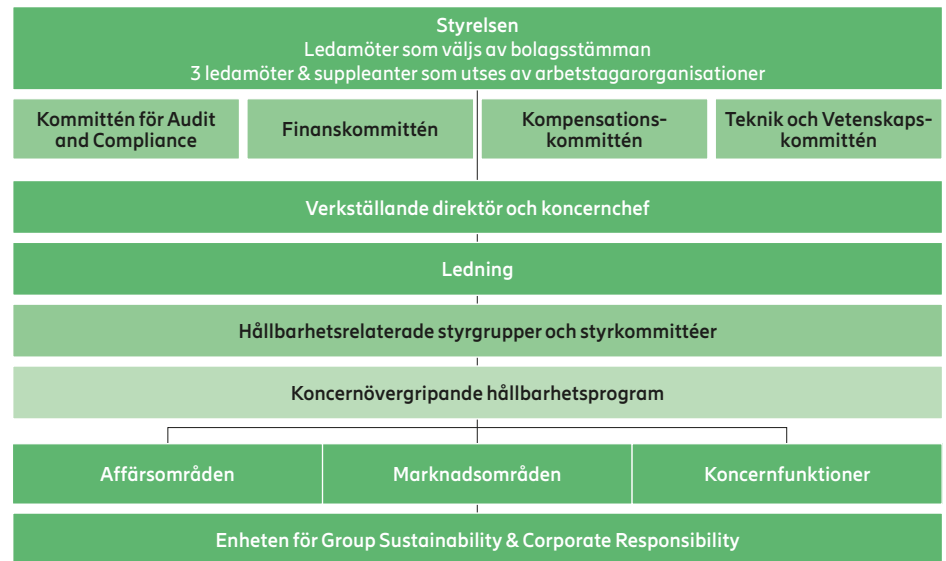 Styrelsen
Ledamöter som väljs av bolagsstämman
3 ledamöter & suppleanter som utses av arbetstagarorganisationer
Kommittén för Audit
and Compliance
Finanskommittén
Kompensations-
kommittén
Teknik och Vetenskaps-
kommittén
Verkställande direktör och koncernchef
Ledning
Hållbarhetsrelaterade styrgrupper och styrkommittéer
Koncernövergripande hållbarhetsprogram
Affärsområden
Marknadsområden
Koncernfunktioner
Enheten för Group Sustainability & Corporate Responsibility